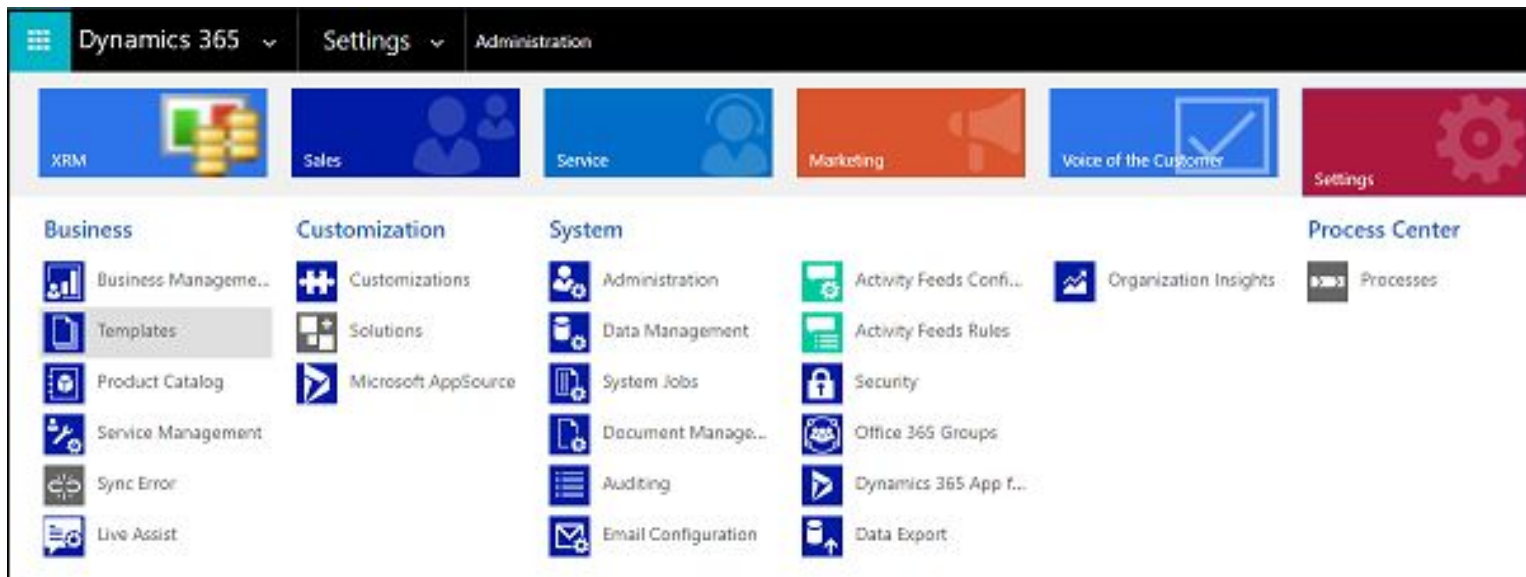 Dynamics 365 Settings Administration
XRM Sales Service Marketing Voice of the Customer Settings
Business Customization System Process Center
Business Manageme... Customizations Administration Activity Feeds Confi... Organization Insights Processes
Templates Solutions Data Management Activity Feeds Rules
Product Catalog Microsoft AppSource System Jobs Security
Service Management Document Manage... Office 365 Groups
Sync Error Auditing Dynamics 365 App f...
Live Assist Email Configuration Data Export